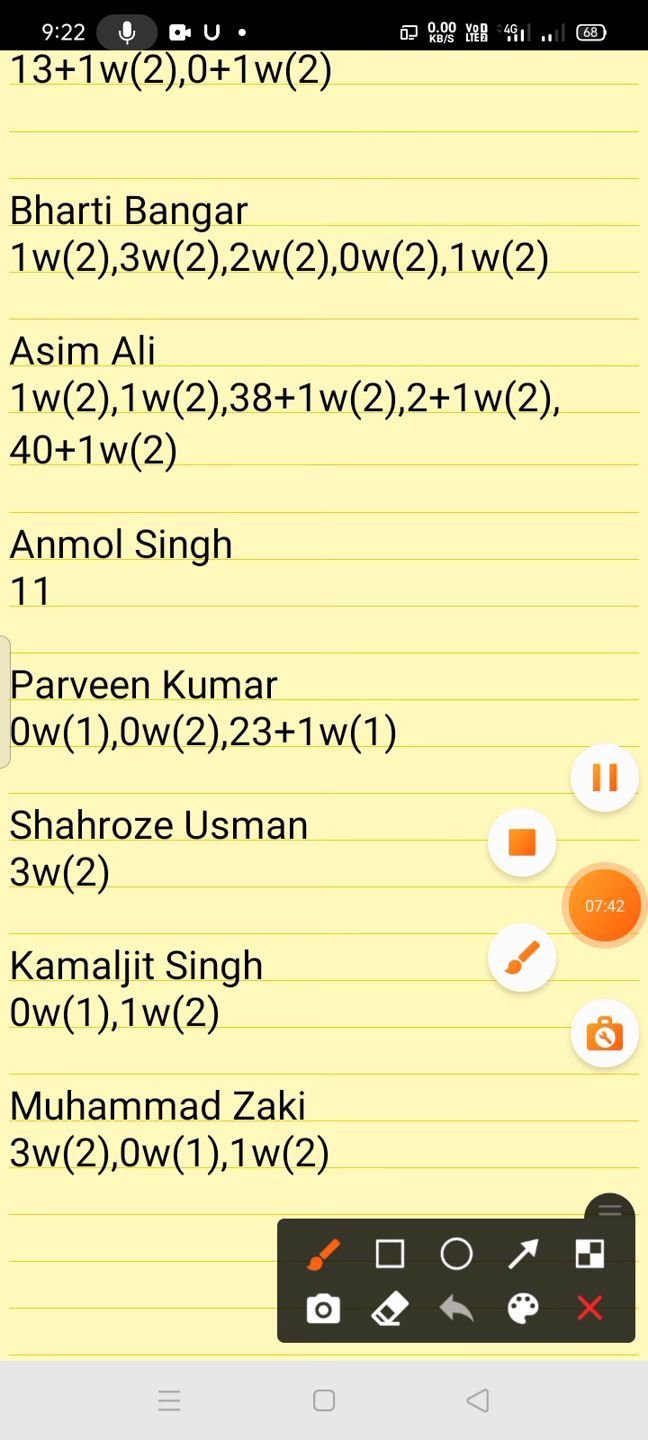 9:22
0.00
KB/S
VoD
LTE2
4G
68
13+1w(2),0+1w(2)
Bharti Bangar
1w(2),3w(2),2w(2),0w(2),1w(2)
Asim Ali
1w(2),1w(2),38+1w(2),2+1w(2),
40+1w(2)
Anmol Singh
11
Parveen Kumar
0w(1),0w(2),23+1w(1)
Shahroze Usman
3w(2)
07:42
Kamaljit Singh
0w(1),1w(2)
Muhammad Zaki
3w(2),0w(1),1w(2)